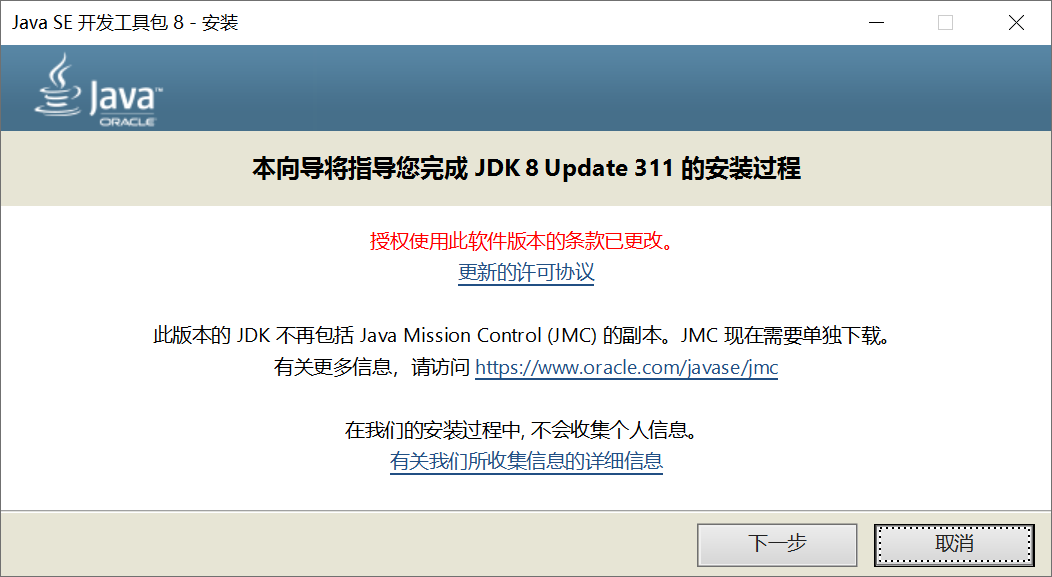 Java SE 开发工具包 8 - 安装
Java™
ORACLE
本向导将指导您完成 JDK 8 Update 311 的安装过程
授权使用此软件版本的条款已更改。
更新的许可协议
此版本的 JDK 不再包括 Java Mission Control (JMC) 的副本。JMC 现在需要单独下载。
有关更多信息，请访问 https://www.oracle.com/javase/jmc
在我们的安装过程中, 不会收集个人信息。
有关我们所收集信息的详细信息
下一步
取消